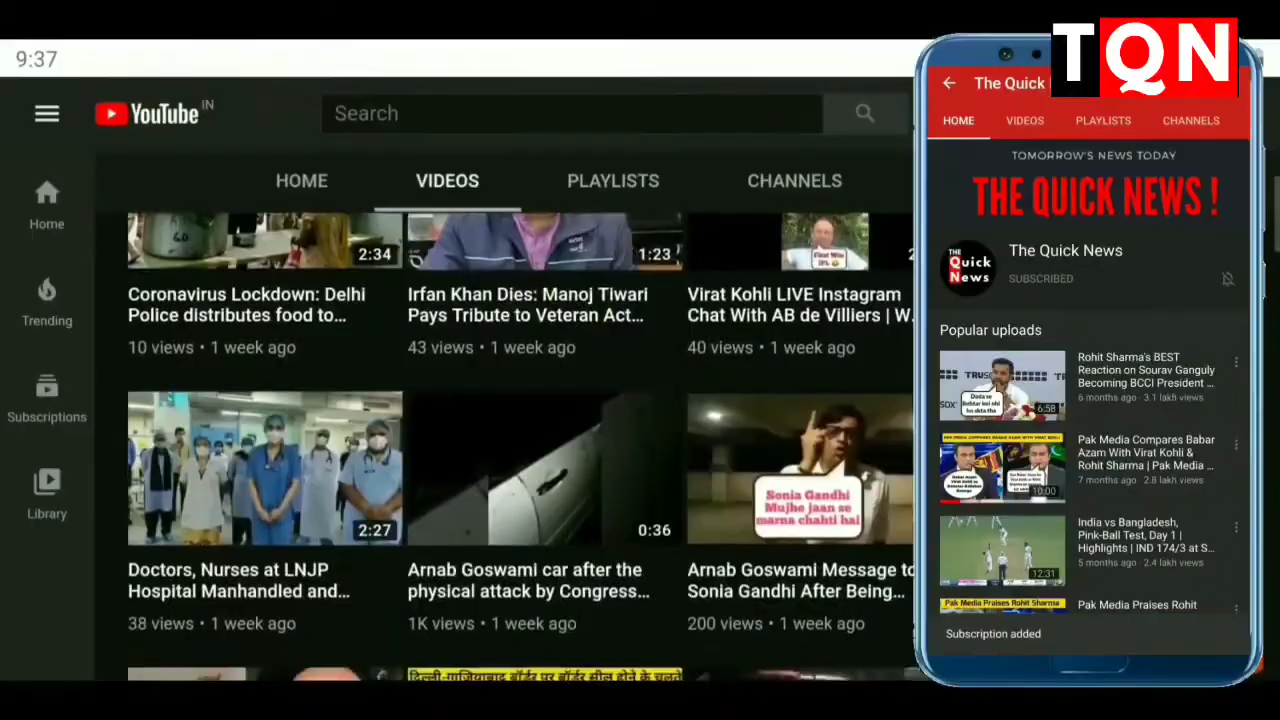 9:37
YouTube IN
Search
Home
Trending
Subscriptions
Library
HOME VIDEOS PLAYLISTS CHANNELS
2:34
1:23
Coronavirus Lockdown: Delhi
Police distributes food to…
10 views • 1 week ago
Irfan Khan Dies: Manoj Tiwari
Pays Tribute to Veteran Act…
43 views • 1 week ago
Virat Kohli LIVE Instagram
Chat With AB de Villiers | W
40 views • 1 week ago
2:27
0:36
Sonia Gandhi
Mujhe jaan se
marna chahti hai
Doctors, Nurses at LNJP
Hospital Manhandled and…
38 views • 1 week ago
Arnab Goswami car after the
physical attack by Congress…
1K views • 1 week ago
Arnab Goswami Message to
Sonia Gandhi After Being…
200 views • 1 week ago
दिल्ली-गाज़ियाबाद बॉर्डर पर बॉर्डर सील होने के चलते
TQN
The Quick
HOME VIDEOS PLAYLISTS CHANNELS
TOMORROW'S NEWS TODAY
THE QUICK NEWS !
THE
Quick
News
The Quick News
SUBSCRIBED
Popular uploads
Dada se
behtar koi ho
6:58
Rohit Sharma's BEST
Reaction on Sourav Ganguly
Becoming BCCI President ...
6 months ago · 3.1 lakh views
10:00
Pak Media Compares Babar
Azam With Virat Kohli &
Rohit Sharma | Pak Media ...
7 months ago · 2.8 lakh views
12:31
India vs Bangladesh,
Pink-Ball Test, Day 1 |
Highlights | IND 174/3 at S...
5 months ago · 2.4 lakh views
Pak Media Praises Rohit Sharma
Pak Media Praises Rohit
Subscription added